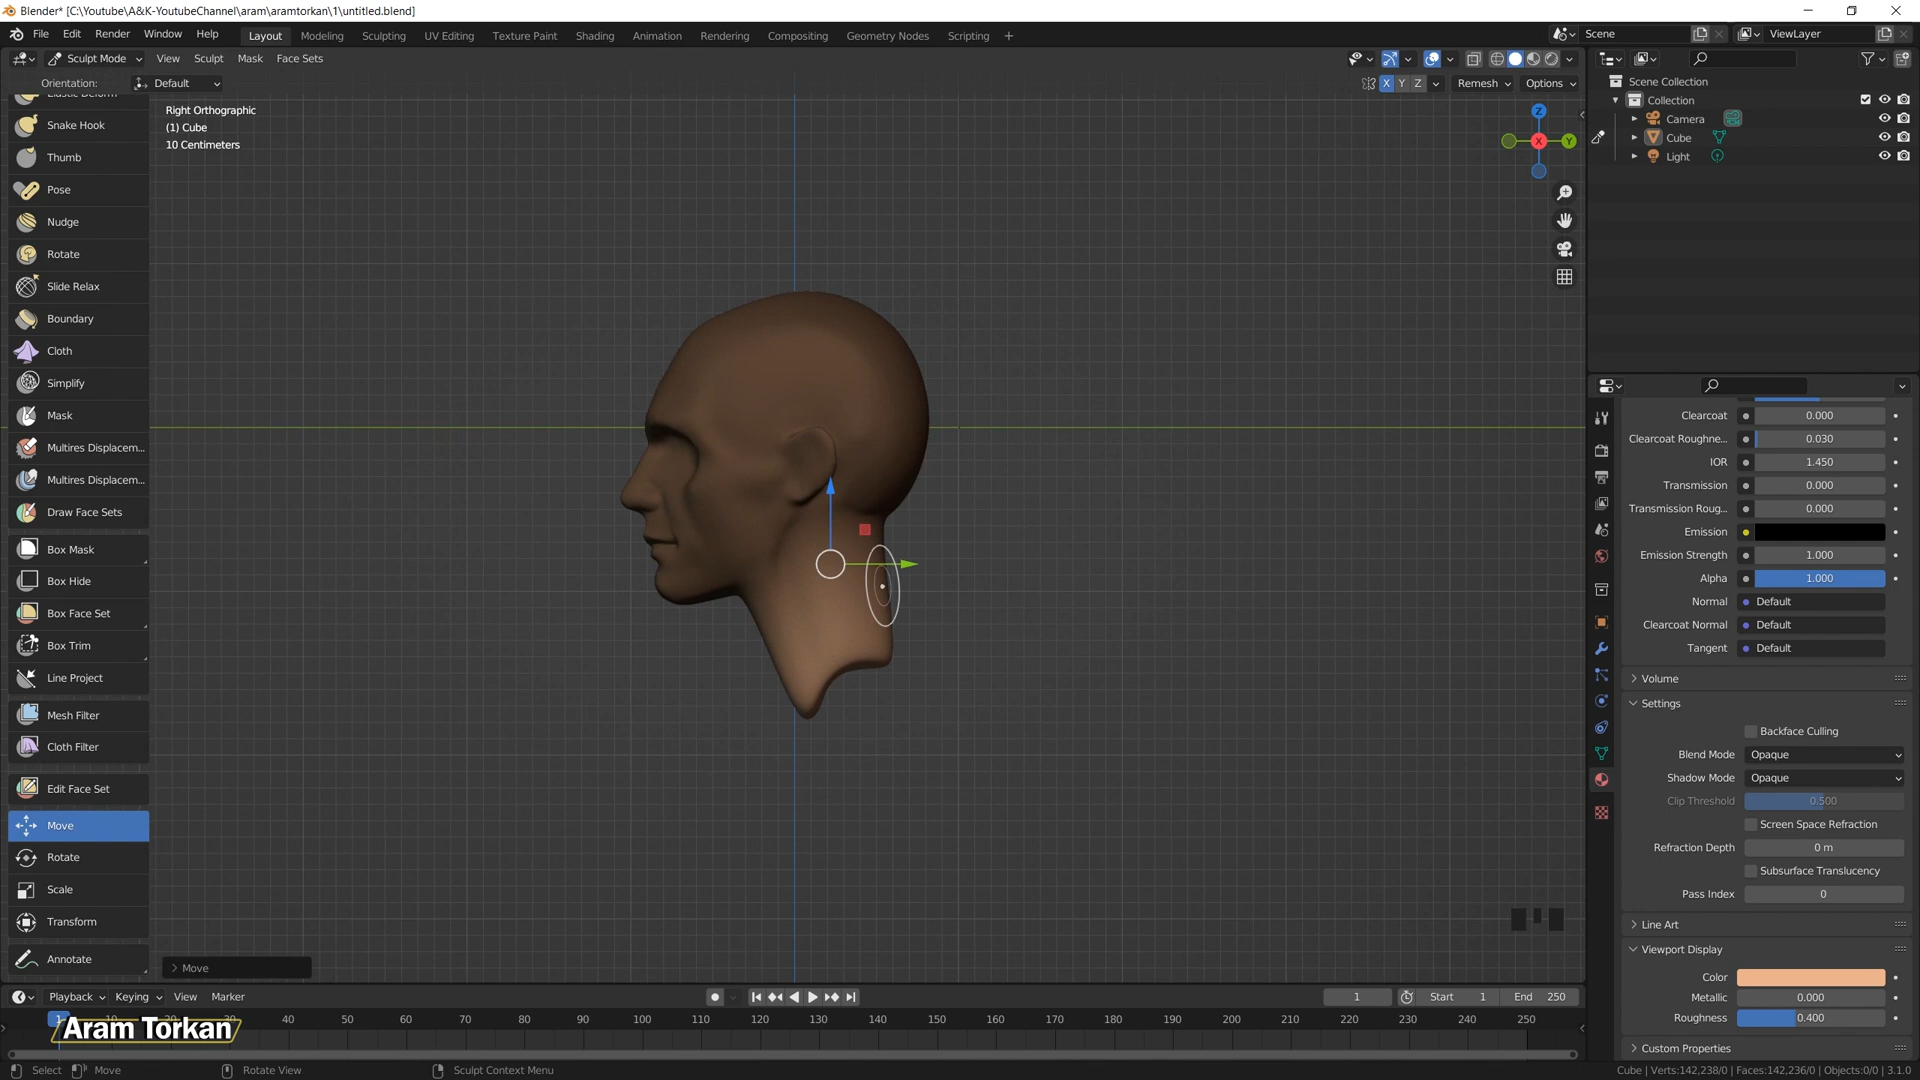 Blender* [C:\Youtube\A&K-YoutubeChannel\aram\aramtorkan\1\untitled.blend]
File Edit Render Window Help Layout Modeling Sculpting UV Editing Texture Paint Shading Animation Rendering Compositing Geometry Nodes Scripting + Scene ViewLayer
Sculpt Mode View Sculpt Mask Face Sets
Orientation: Default X Y Z Remesh Options
Scene Collection
Collection
Camera
Cube
Light
Right Orthographic
(1) Cube
10 Centimeters
Z
X
Y
Elastic Deform
Snake Hook
Thumb
Pose
Nudge
Rotate
Slide Relax
Boundary
Cloth
Simplify
Mask
Multires Displacem...
Multires Displacem...
Draw Face Sets
Box Mask
Box Hide
Box Face Set
Box Trim
Line Project
Mesh Filter
Cloth Filter
Edit Face Set
Move
Rotate
Scale
Transform
Annotate
Move
Clearcoat 0.000
Clearcoat Roughne... 0.030
IOR 1.450
Transmission 0.000
Transmission Roug... 0.000
Emission
Emission Strength 1.000
Alpha 1.000
Normal Default
Clearcoat Normal Default
Tangent Default
Volume
Settings
Backface Culling
Blend Mode Opaque
Shadow Mode Opaque
Clip Threshold 0.500
Screen Space Refraction
Refraction Depth 0 m
Subsurface Translucency
Pass Index 0
Line Art
Viewport Display
Color
Metallic 0.000
Roughness 0.400
Custom Properties
Playback Keying View Marker 1 Start 1 End 250
1 40 50 60 70 80 90 100 110 120 130 140 150 160 170 180 190 200 210 220 230 240 250
Aram Torkan
Select Move Rotate View Sculpt Context Menu Cube | Verts:142,238/0 | Faces:142,236/0 | Objects:0/0 | 3.1.0